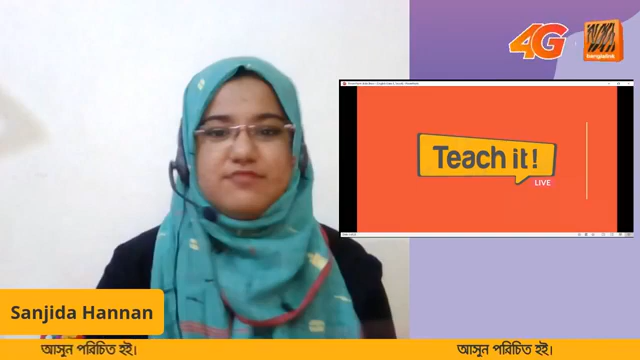 4G
banglalink
Teach it!
LIVE
Sanjida Hannan
আসুন পরিচিত হই। আসুন পরিচিত হই।